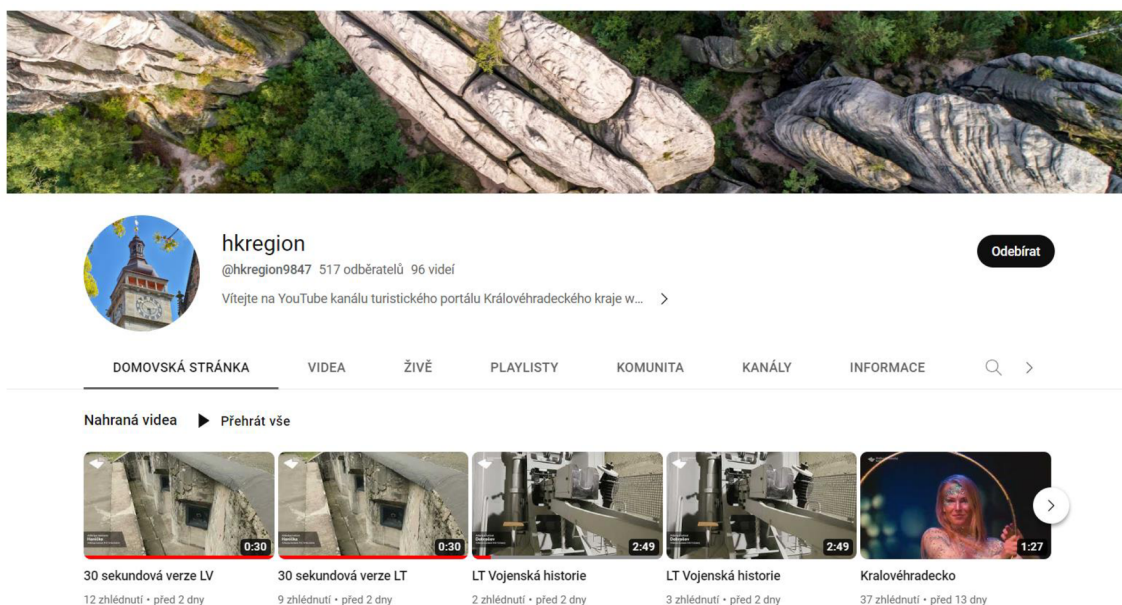 hkregion
@hkregion9847 517 odběratelů 96 videí
Odebírat
Vítejte na YouTube kanálu turistického portálu Královéhradeckého kraje w...
DOMOVSKÁ STRÁNKA VIDEA ŽIVĚ PLAYLISTY KOMUNITA KANÁLY INFORMACE
Nahraná videa Přehrát vše
0:30 0:30 2:49 2:49 1:27
30 sekundová verze LV 30 sekundová verze LT LT Vojenská historie LT Vojenská historie Kralovéhradecko
12 zhlédnutí • před 2 dny 9 zhlédnutí • před 2 dny 2 zhlédnutí • před 2 dny 3 zhlédnutí • před 2 dny 37 zhlédnutí • před 13 dny